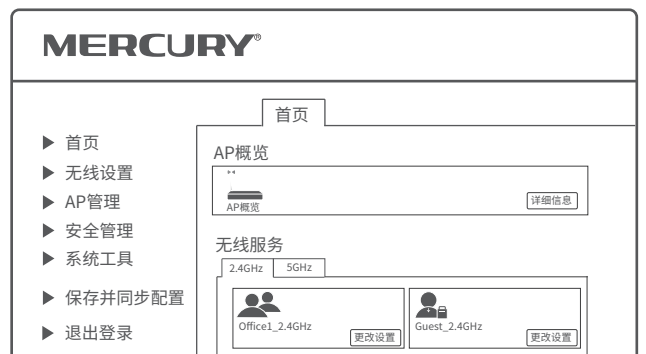 MERCURY®
首页
首页
无线设置
AP管理
安全管理
系统工具
保存并同步配置
退出登录
AP概览
AP概览
详细信息
无线服务
2.4GHz 5GHz
Office1_2.4GHz
更改设置
Guest_2.4GHz
更改设置